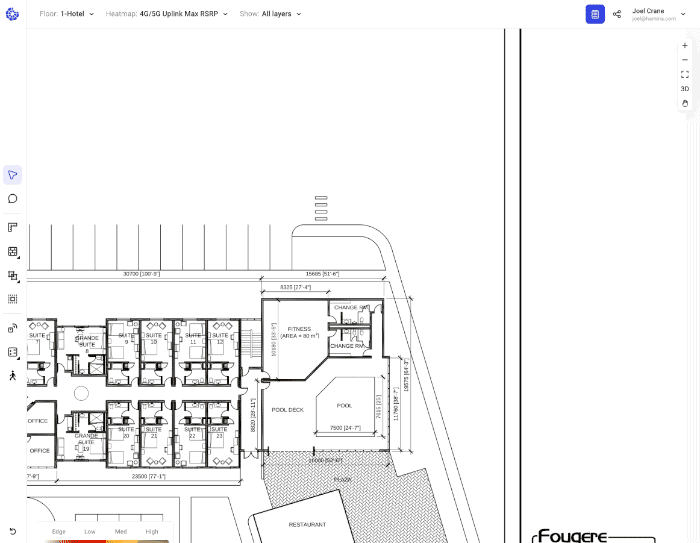 Floor: 1-Hotel Heatmap: 4G/5G Uplink Max RSRP Show: All layers
Joel Crane
joel@hamina.com
3D
30700 [100'-9"]
15685 [51'-6"]
8328 [27'-4"]
CHANGE RM
FITNESS
(AREA = 80 m²)
CHANGE RM
SUITE
7
GRANDE
SUITE
8
SUITE
9
SUITE
10
SUITE
11
SUITE
12
OFFICE
OFFICE
GRANDE
SUITE
19
SUITE
20
SUITE
21
SUITE
22
SUITE
23
POOL DECK
POOL
7500 [24'-7"]
23500 [77'-1"]
PLAZA
RESTAURANT
Edge Low Med High
Fougere